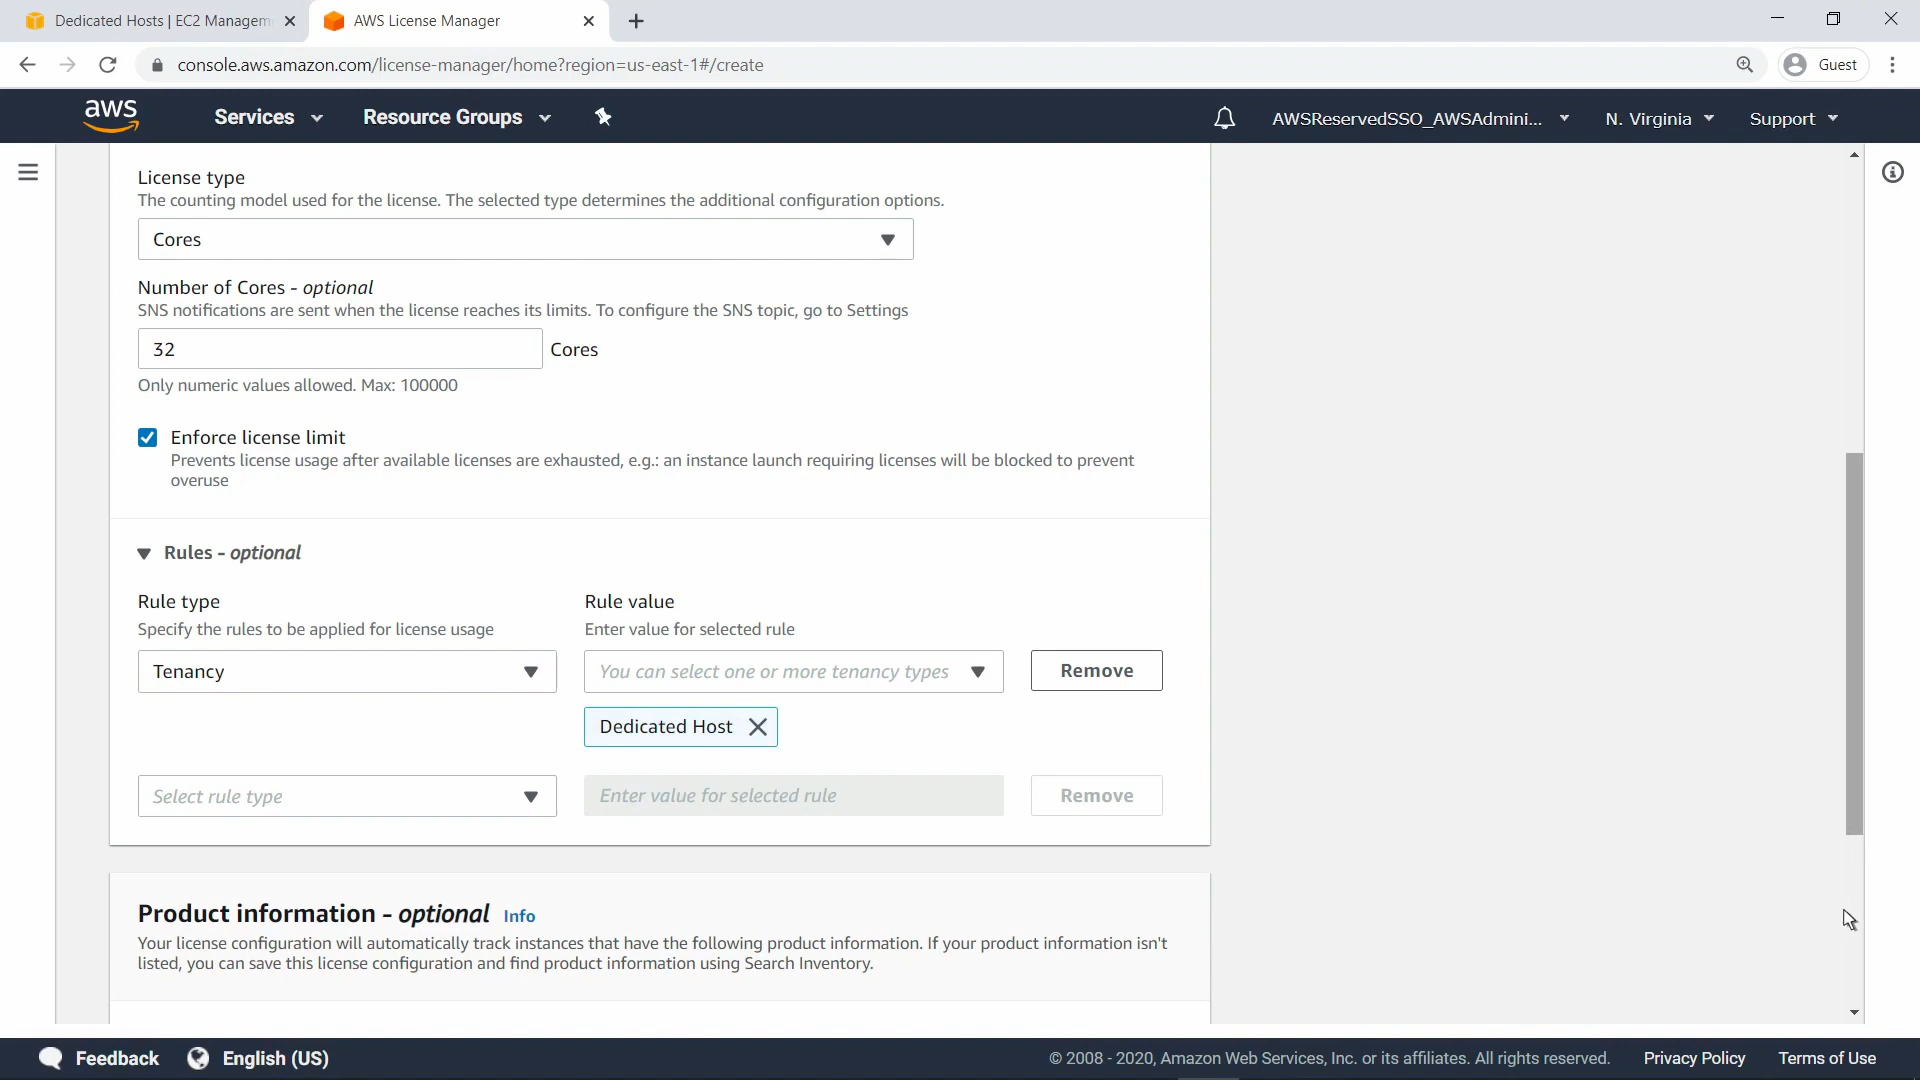 Dedicated Hosts | EC2 Managem
AWS License Manager
console.aws.amazon.com/license-manager/home?region=us-east-1#/create
Guest
aws
Services
Resource Groups
AWSReservedSSO_AWSAdmini...
N. Virginia
Support
License type
The counting model used for the license. The selected type determines the additional configuration options.
Cores
Number of Cores - optional
SNS notifications are sent when the license reaches its limits. To configure the SNS topic, go to Settings
32
Cores
Only numeric values allowed. Max: 100000
Enforce license limit
Prevents license usage after available licenses are exhausted, e.g.: an instance launch requiring licenses will be blocked to prevent
overuse
Rules - optional
Rule type
Rule value
Specify the rules to be applied for license usage
Enter value for selected rule
Tenancy
You can select one or more tenancy types
Remove
Dedicated Host
Select rule type
Enter value for selected rule
Remove
Product information - optional Info
Your license configuration will automatically track instances that have the following product information. If your product information isn't
listed, you can save this license configuration and find product information using Search Inventory.
Feedback
English (US)
© 2008 - 2020, Amazon Web Services, Inc. or its affiliates. All rights reserved.
Privacy Policy
Terms of Use